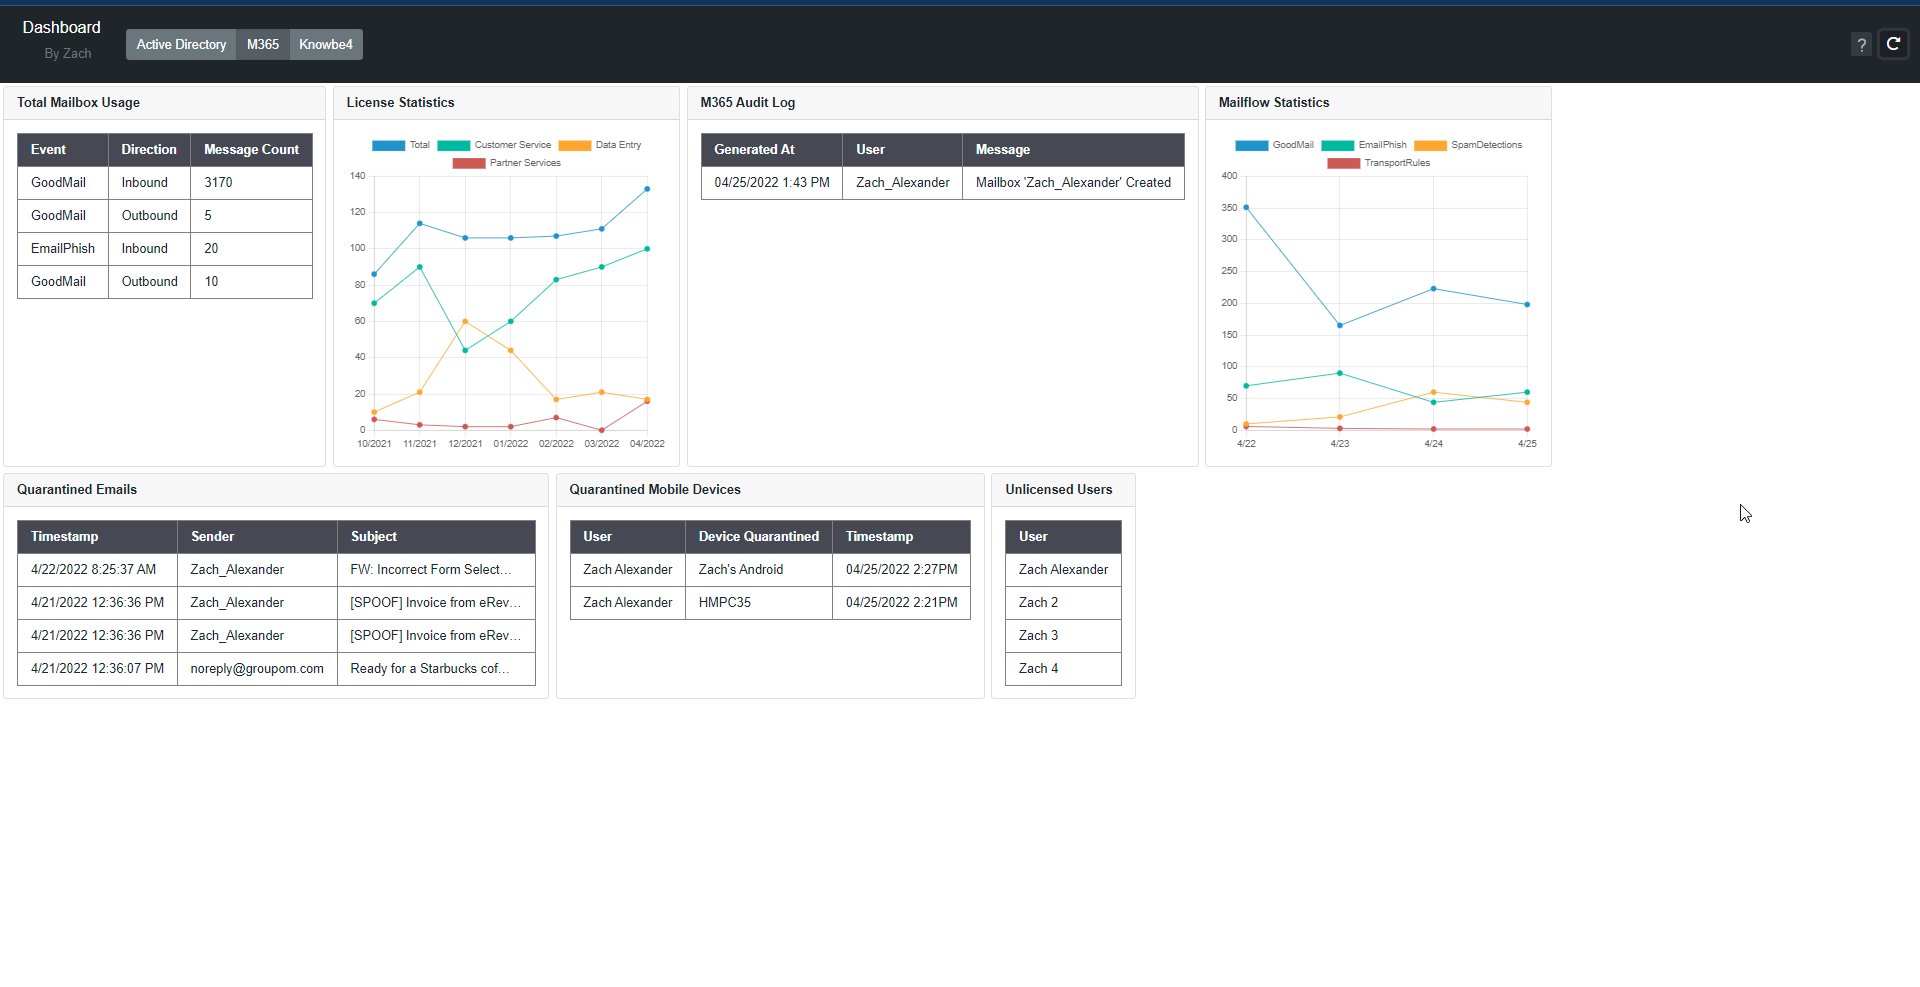 Dashboard
By Zach
Active Directory M365 Knowbe4
?
Total Mailbox Usage
Event Direction Message Count
GoodMail Inbound 3170
GoodMail Outbound 5
EmailPhish Inbound 20
GoodMail Outbound 10
License Statistics
Total Customer Service Data Entry
Partner Services
140
120
100
80
60
40
20
0
10/2021 11/2021 12/2021 01/2022 02/2022 03/2022 04/2022
M365 Audit Log
Generated At User Message
04/25/2022 1:43 PM Zach_Alexander Mailbox 'Zach_Alexander' Created
Mailflow Statistics
GoodMail EmailPhish SpamDetections
TransportRules
400
350
300
250
200
150
100
50
0
4/22 4/23 4/24 4/25
Quarantined Emails
Timestamp Sender Subject
4/22/2022 8:25:37 AM Zach_Alexander FW: Incorrect Form Select...
4/21/2022 12:36:36 PM Zach_Alexander [SPOOF] Invoice from eRev...
4/21/2022 12:36:36 PM Zach_Alexander [SPOOF] Invoice from eRev...
4/21/2022 12:36:07 PM noreply@groupom.com Ready for a Starbucks cof...
Quarantined Mobile Devices
User Device Quarantined Timestamp
Zach Alexander Zach's Android 04/25/2022 2:27PM
Zach Alexander HMPC35 04/25/2022 2:21PM
Unlicensed Users
User
Zach Alexander
Zach 2
Zach 3
Zach 4